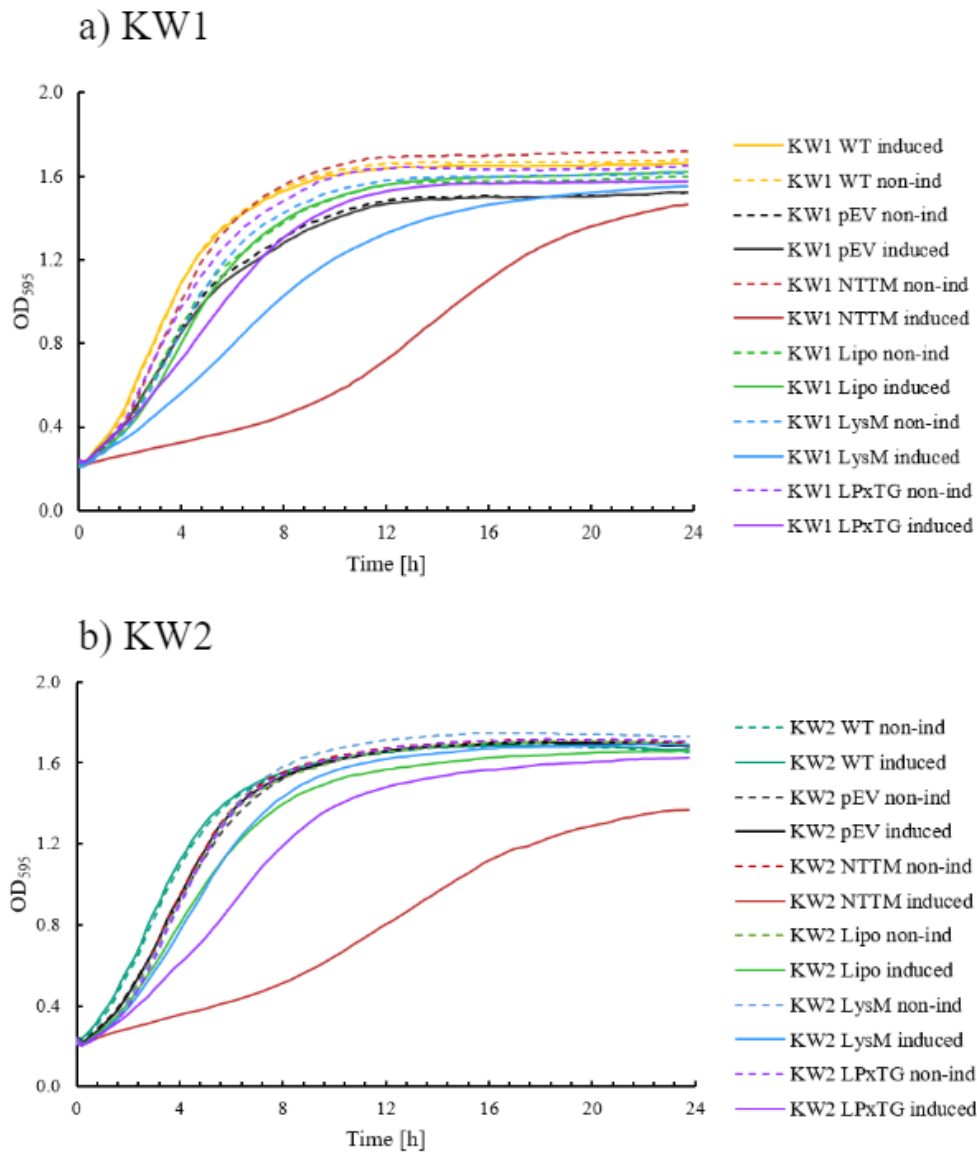 a) KW1
2.0
1.6
1.2
0.8
0.4
0.0
OD595
0 4 8 12 16 20 24
Time [h]
KW1 WT induced
KW1 WT non-ind
KW1 pEV non-ind
KW1 pEV induced
KW1 NTTM non-ind
KW1 NTTM induced
KW1 Lipo non-ind
KW1 Lipo induced
KW1 LysM non-ind
KW1 LysM induced
KW1 LPxTG non-ind
KW1 LPxTG induced
b) KW2
2.0
1.6
1.2
0.8
0.4
0.0
OD595
0 4 8 12 16 20 24
Time [h]
KW2 WT non-ind
KW2 WT induced
KW2 pEV non-ind
KW2 pEV induced
KW2 NTTM non-ind
KW2 NTTM induced
KW2 Lipo non-ind
KW2 Lipo induced
KW2 LysM non-ind
KW2 LysM induced
KW2 LPxTG non-ind
KW2 LPxTG induced